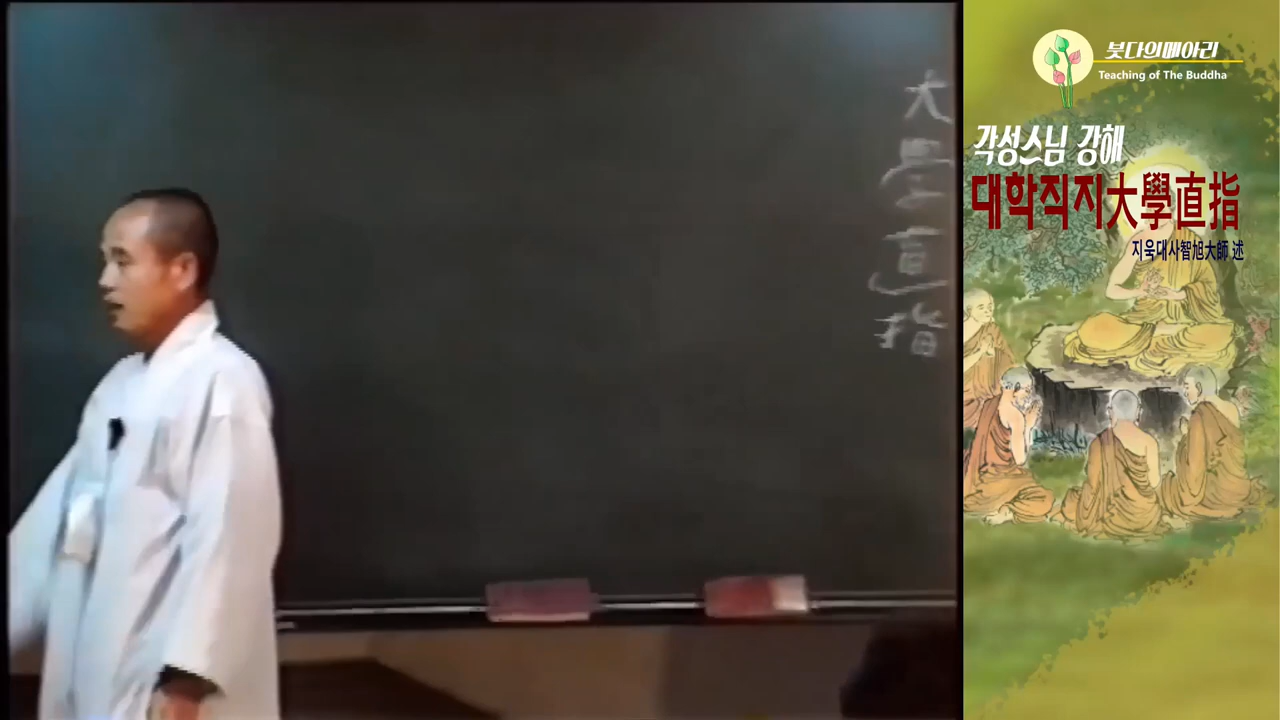 大學直指
붓다의메아리
Teaching of The Buddha
각성스님 강해
대학직지大學直指
지욱대사智旭大師 述